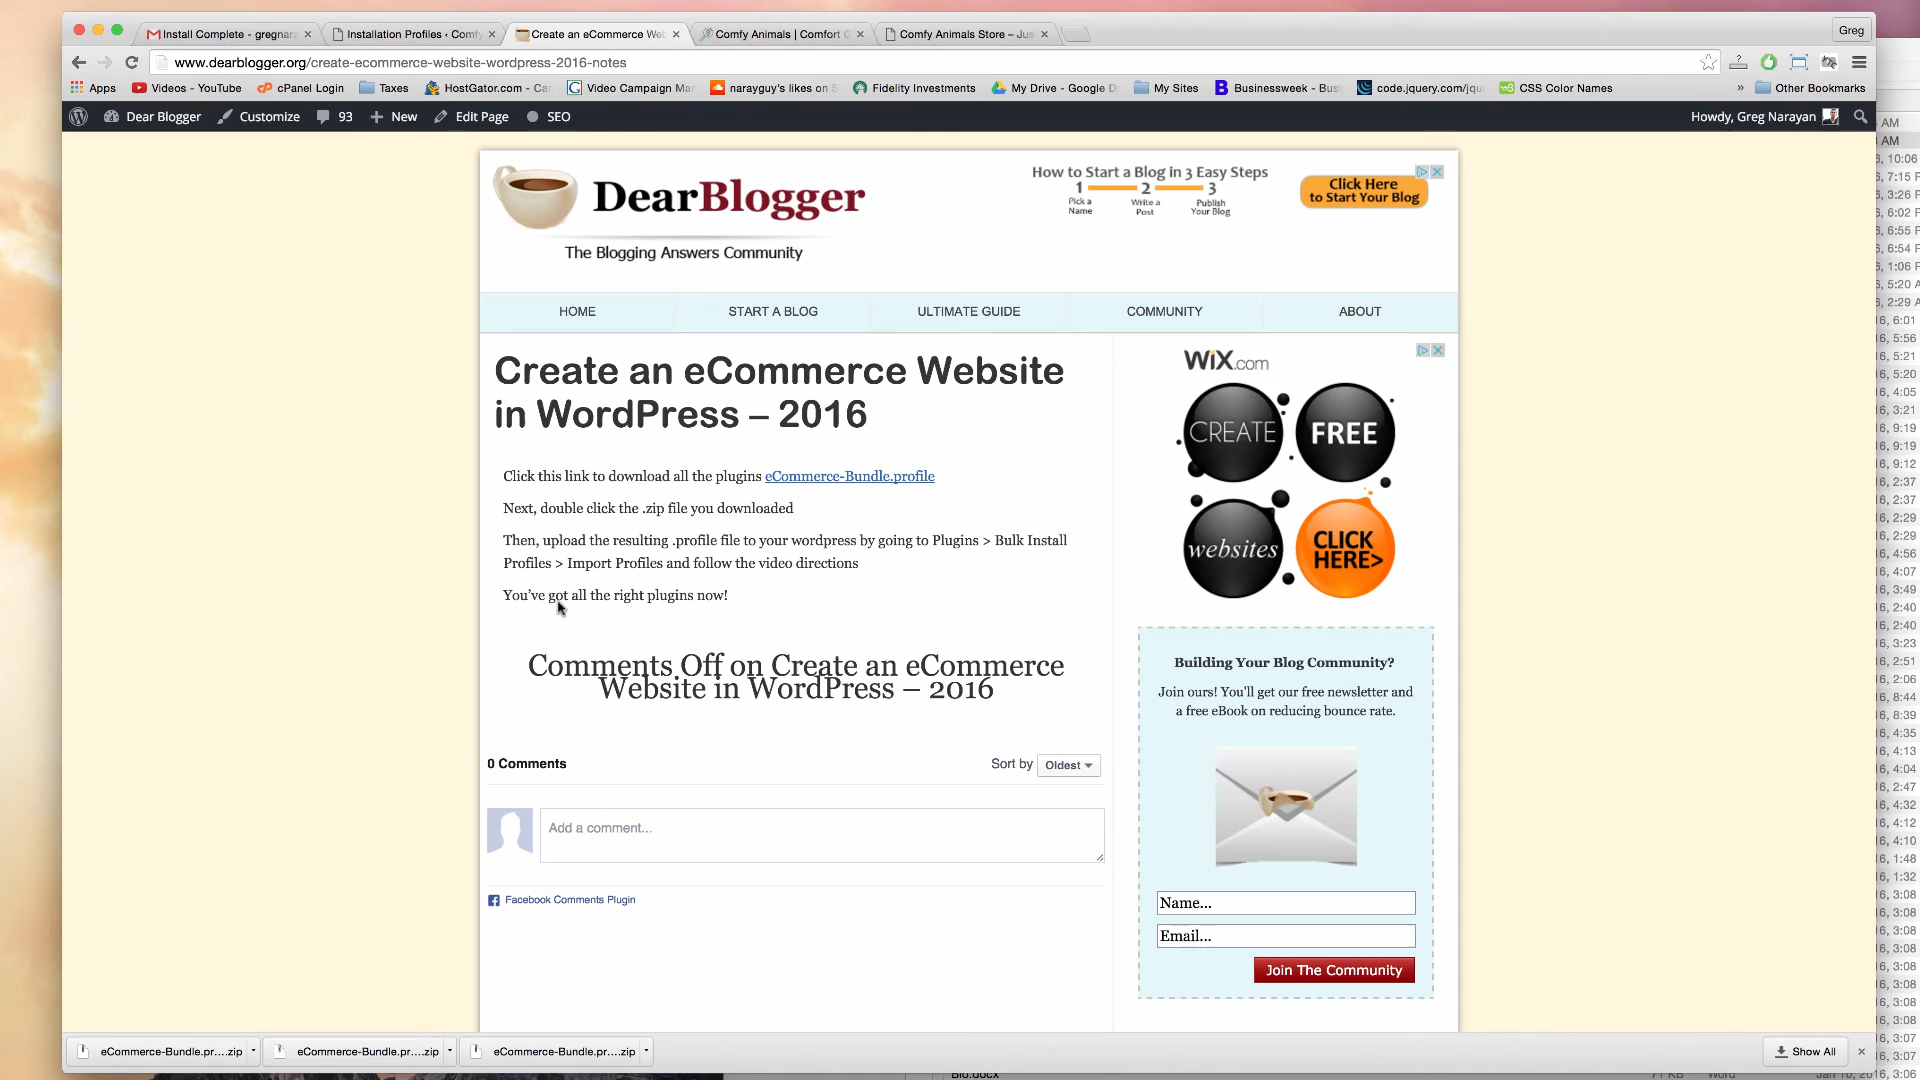 Install Complete - gregnar
Installation Profiles ‹ Comfy
Create an eCommerce Web
Comfy Animals | Comfort G
Comfy Animals Store – Jus
Greg
www.dearblogger.org/create-ecommerce-website-wordpress-2016-notes
Apps
Videos - YouTube
cPanel Login
Taxes
HostGator.com - Ca
Video Campaign Ma
narayguy's likes on S
Fidelity Investments
My Drive - Google D
My Sites
Businessweek - Bus
code.jquery.com/jqu
CSS Color Names
»
Other Bookmarks
Dear Blogger
Customize
93
New
Edit Page
SEO
Howdy, Greg Narayan
DearBlogger
The Blogging Answers Community
How to Start a Blog in 3 Easy Steps
1 2 3
Pick a Name
Write a Post
Publish Your Blog
Click Here
to Start Your Blog
HOME
START A BLOG
ULTIMATE GUIDE
COMMUNITY
ABOUT
Create an eCommerce Website
in WordPress – 2016
Click this link to download all the plugins eCommerce-Bundle.profile
Next, double click the .zip file you downloaded
Then, upload the resulting .profile file to your wordpress by going to Plugins > Bulk Install
Profiles > Import Profiles and follow the video directions
You've got all the right plugins now!
Comments Off on Create an eCommerce
Website in WordPress – 2016
0 Comments
Sort by
Oldest
Add a comment...
Facebook Comments Plugin
WiX.com
CREATE
FREE
websites
CLICK
HERE>
Building Your Blog Community?
Join ours! You'll get our free newsletter and
a free eBook on reducing bounce rate.
Name...
Email...
Join The Community
eCommerce-Bundle.pr....zip
eCommerce-Bundle.pr....zip
eCommerce-Bundle.pr....zip
Show All